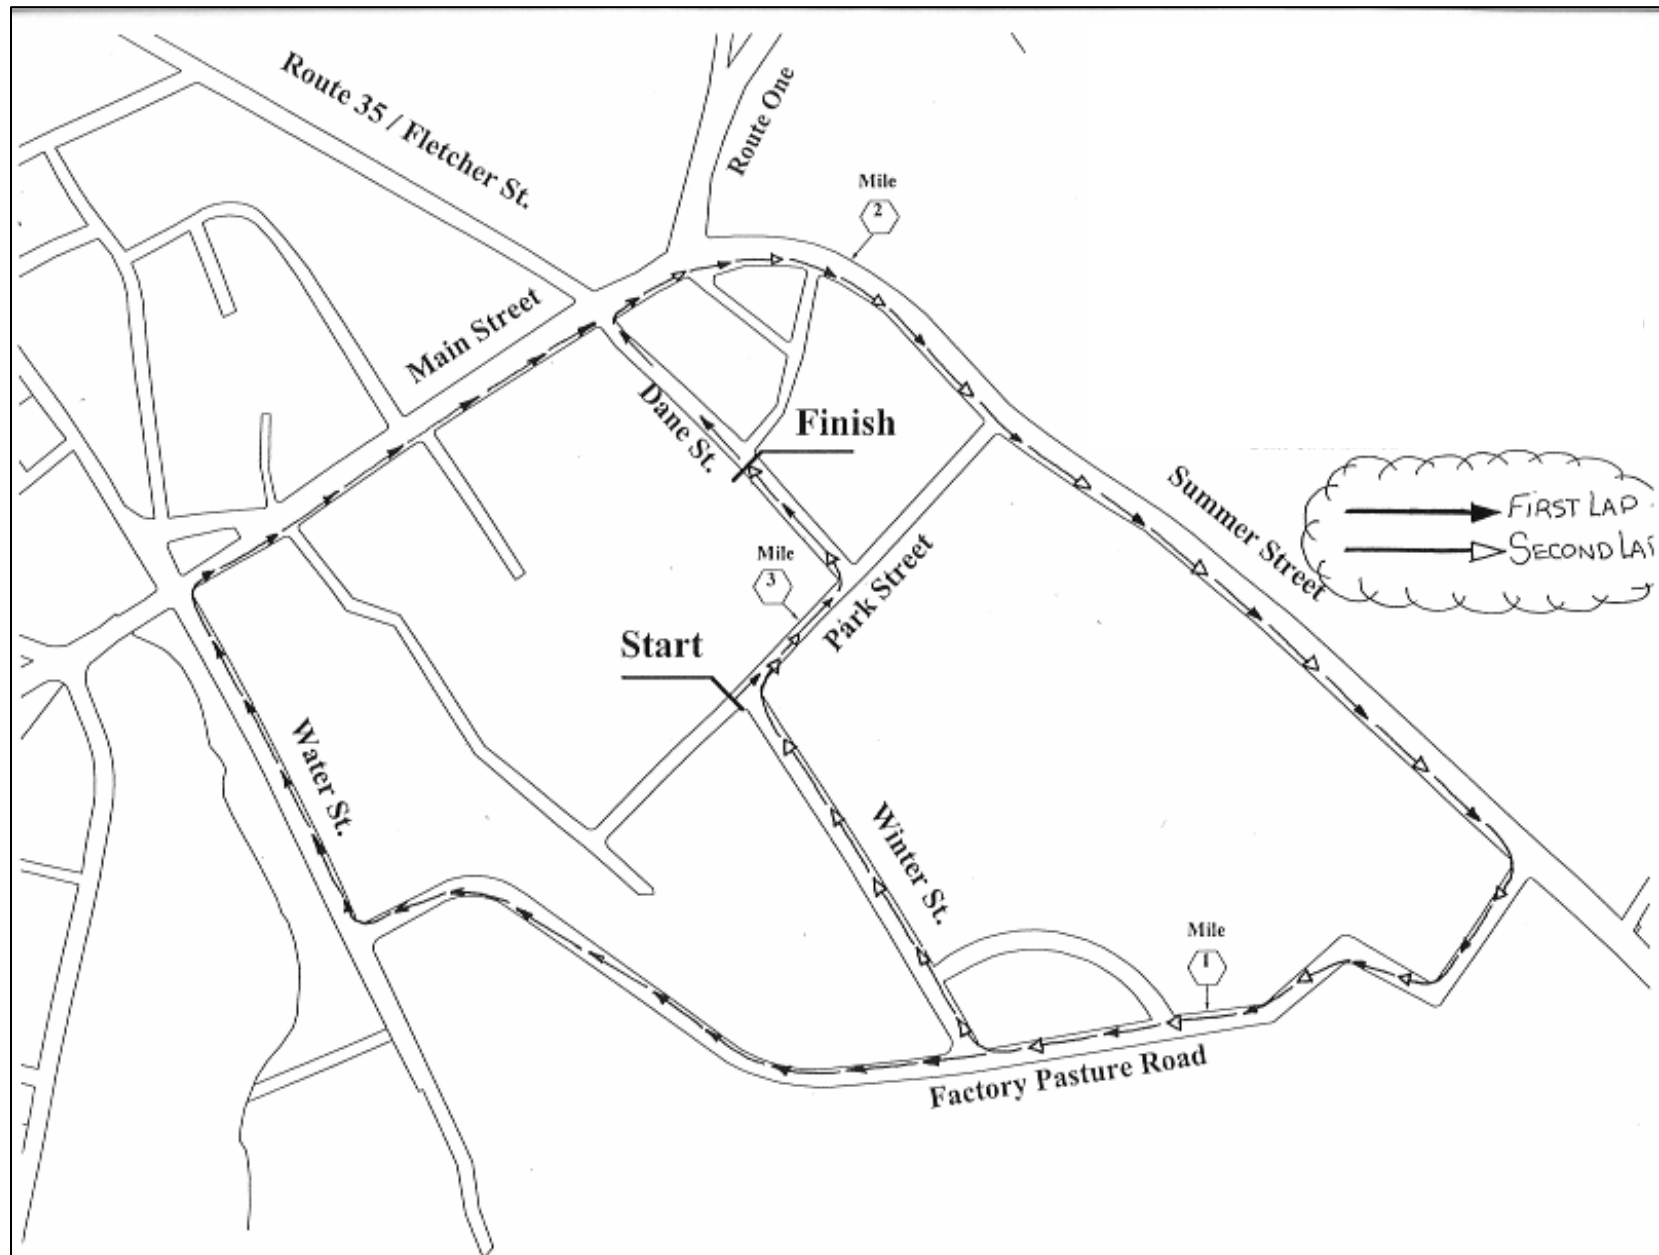 Route 35 / Fletcher St.
Route One
Mile
2
Main Street
Dane St.
Finish
Summer Street
FIRST LAP
SECOND LAP
Mile
3
Park Street
Start
Water St.
Winter St.
Mile
1
Factory Pasture Road